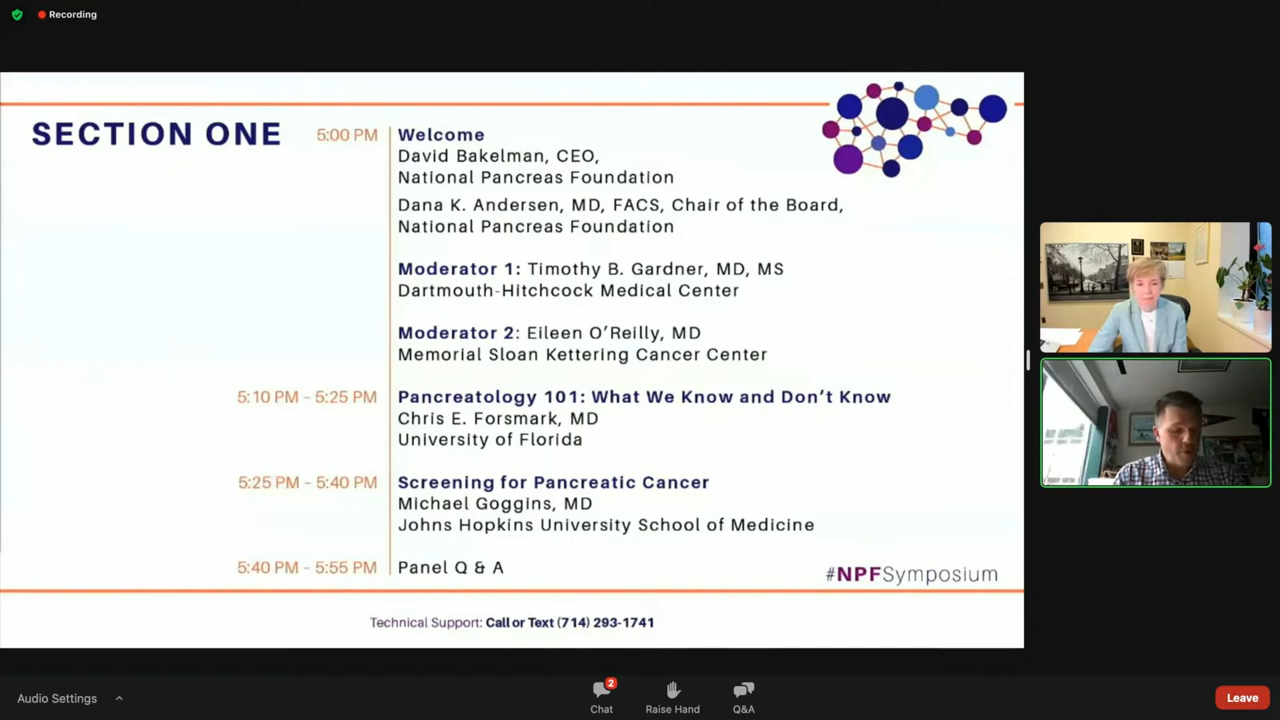 Recording
SECTION ONE
5:00 PM
Welcome
David Bakelman, CEO,
National Pancreas Foundation
Dana K. Andersen, MD, FACS, Chair of the Board,
National Pancreas Foundation
Moderator 1: Timothy B. Gardner, MD, MS
Dartmouth-Hitchcock Medical Center
Moderator 2: Eileen O’Reilly, MD
Memorial Sloan Kettering Cancer Center
5:10 PM – 5:25 PM
Pancreatology 101: What We Know and Don’t Know
Chris E. Forsmark, MD
University of Florida
5:25 PM – 5:40 PM
Screening for Pancreatic Cancer
Michael Goggins, MD
Johns Hopkins University School of Medicine
5:40 PM – 5:55 PM
Panel Q & A
#NPFSymposium
Technical Support: Call or Text (714) 293-1741
Audio Settings
2
Chat
Raise Hand
Q&A
Leave